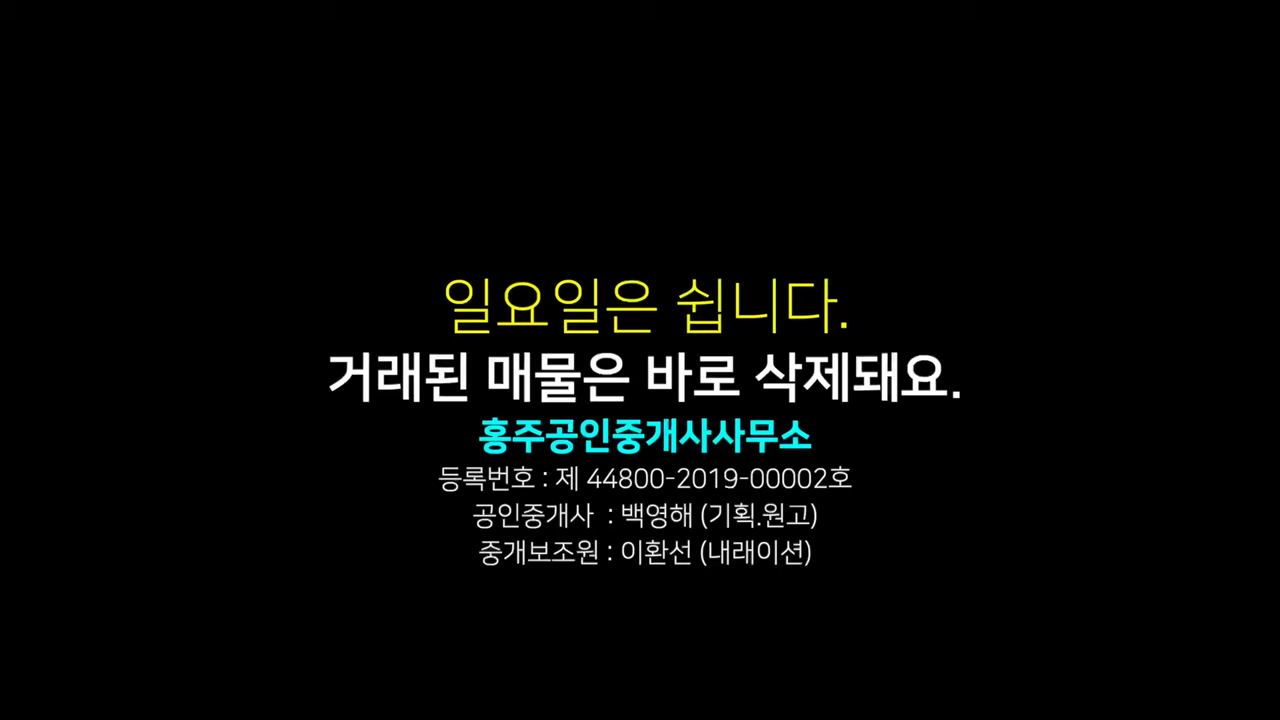 일요일은 쉽니다.
거래된 매물은 바로 삭제돼요.
홍주공인중개사사무소
등록번호 : 제 44800-2019-00002호
공인중개사 : 백영해 (기획.원고)
중개보조원 : 이환선 (내래이션)